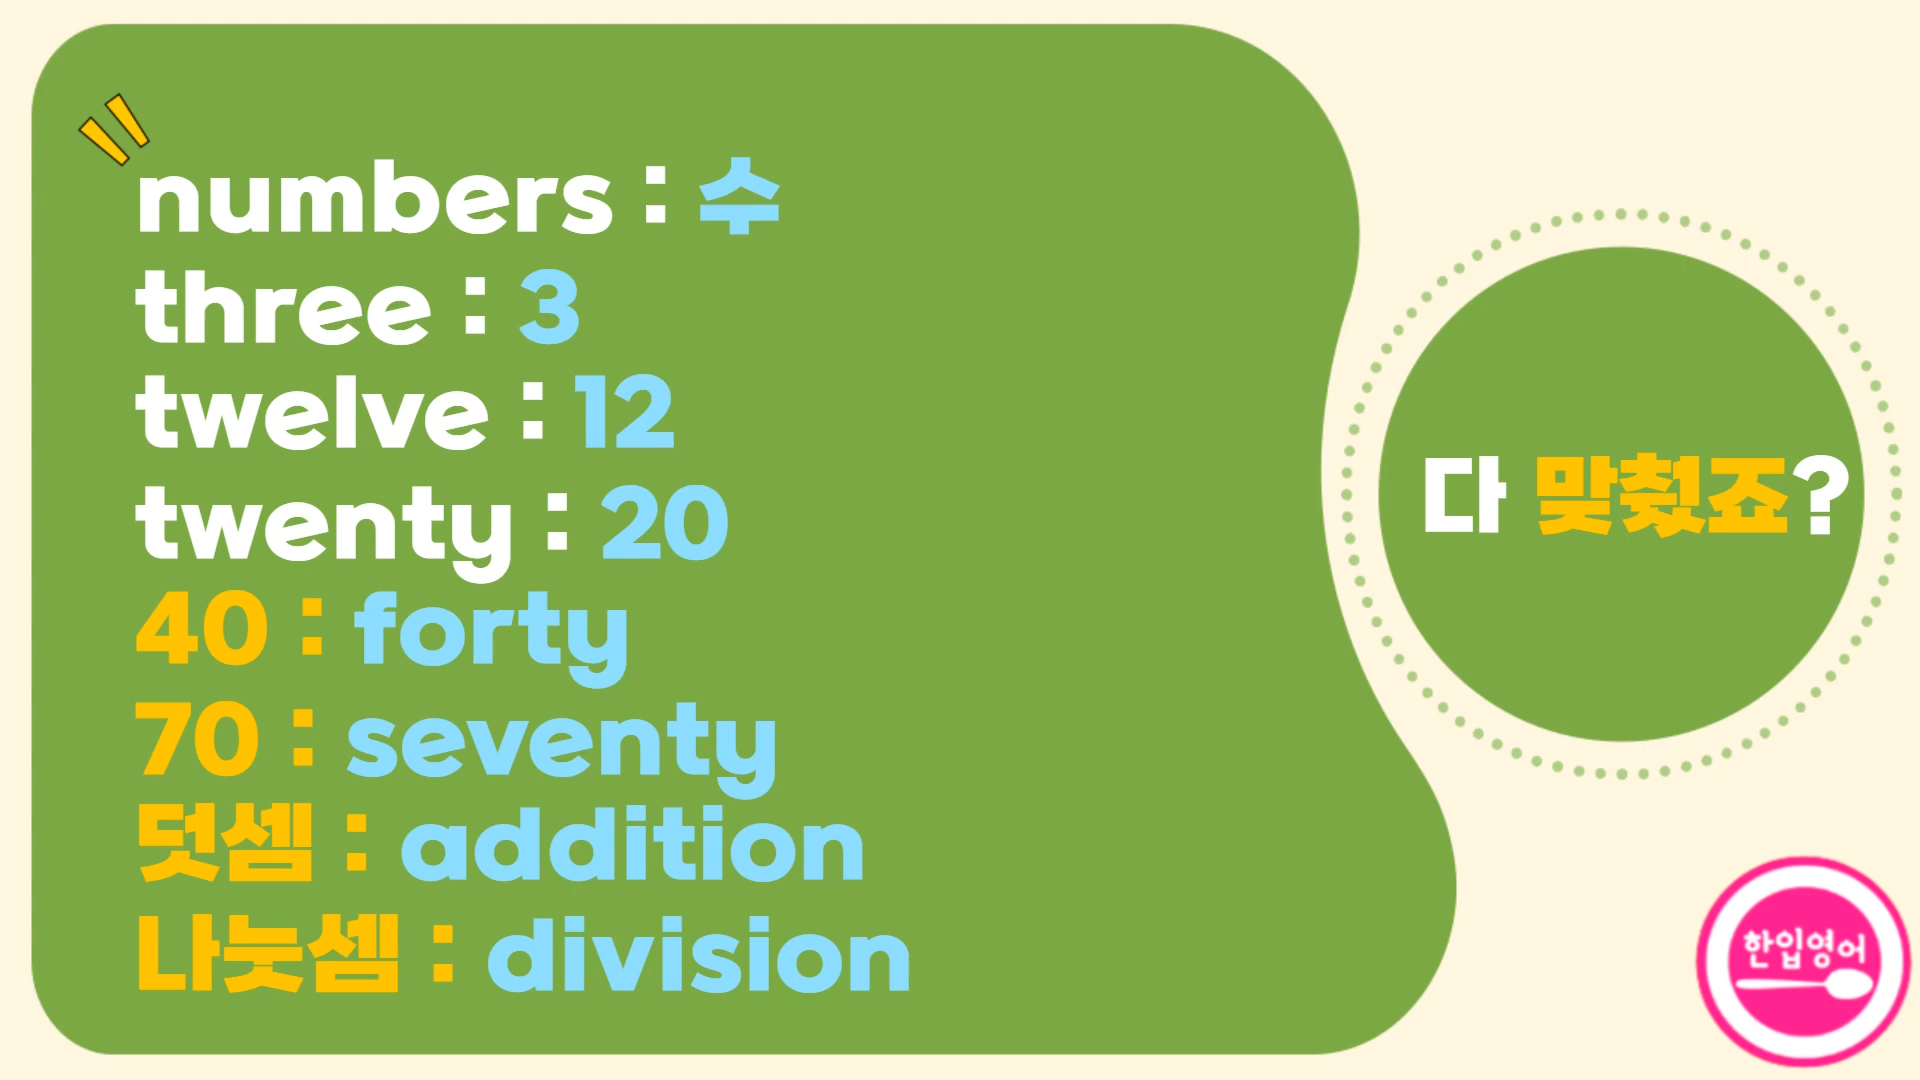 numbers : 수
three : 3
twelve : 12
twenty : 20
40 : forty
70 : seventy
덧셈 : addition
나눗셈 : division
다 맞췄죠?
한입영어